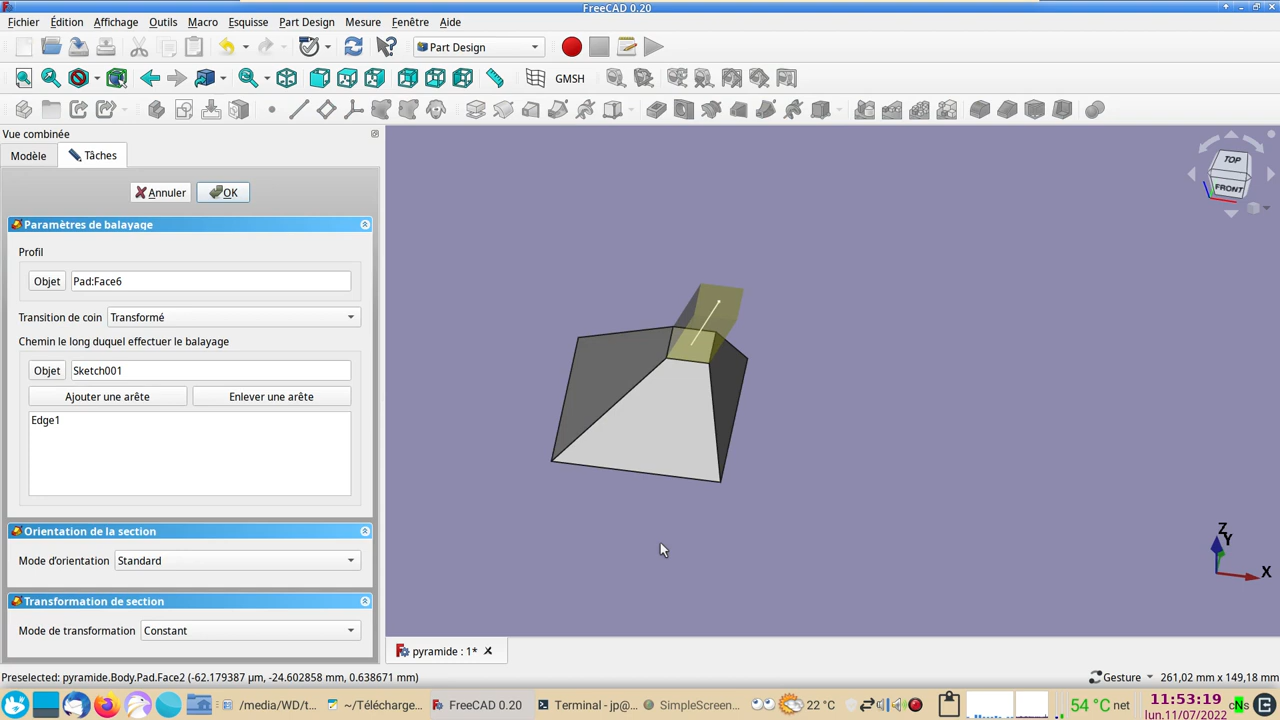 FreeCAD 0.20
Fichier Édition Affichage Outils Macro Esquisse Part Design Mesure Fenêtre Aide
Part Design
GMSH
Vue combinée
Modèle Tâches
Annuler OK
Paramètres de balayage
Profil
Objet Pad:Face6
Transition de coin Transformé
Chemin le long duquel effectuer le balayage
Objet Sketch001
Ajouter une arête Enlever une arête
Edge1
Orientation de la section
Mode d'orientation Standard
Transformation de section
Mode de transformation Constant
TOP
FRONT
Z
Y
X
pyramide : 1*
Preselected: pyramide.Body.Pad.Face2 (-62.179387 µm, -24.602858 mm, 0.638671 mm)
Gesture 261,02 mm x 149,18 mm
/media/WD/t... ~/Télécharge... FreeCAD 0.20 Terminal - jp@... SimpleScreen... 22 °C 54 °C net 11:53:19
lun.11/07/2022